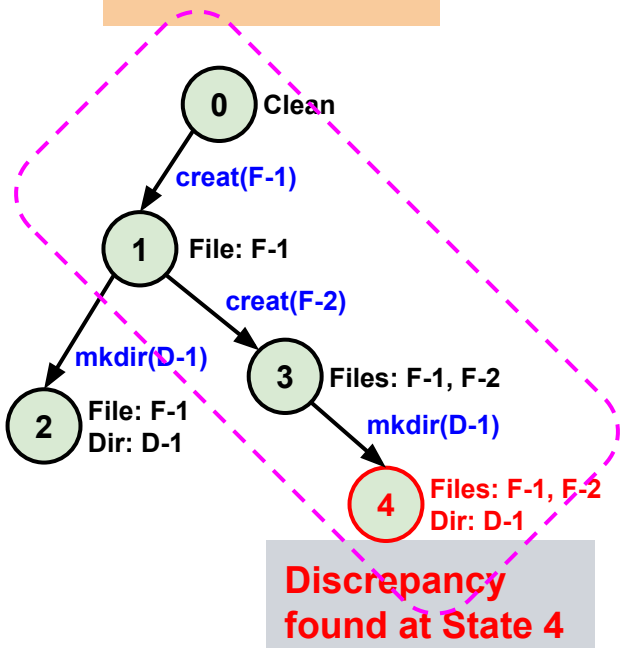 0 Clean
creat(F-1)
1 File: F-1
creat(F-2)
mkdir(D-1)
3 Files: F-1, F-2
2 File: F-1
Dir: D-1
mkdir(D-1)
4 Files: F-1, F-2
Dir: D-1
Discrepancy
found at State 4